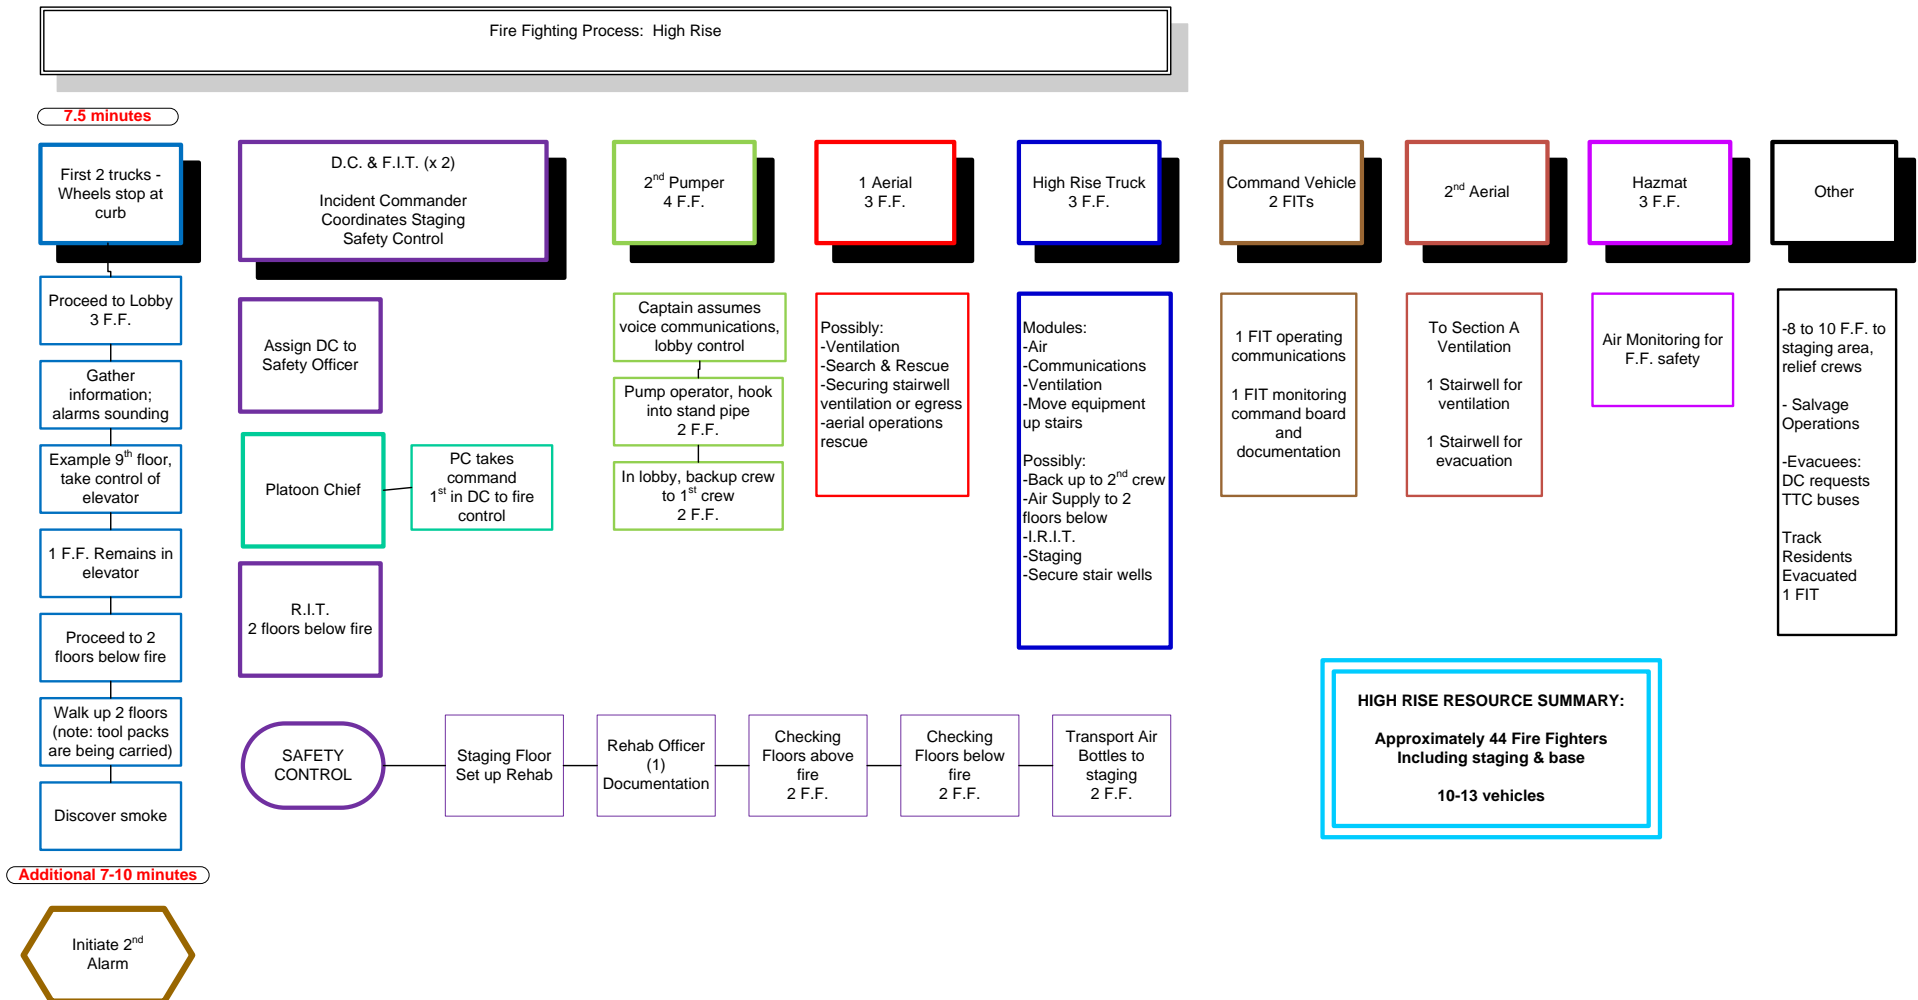 Fire Fighting Process:  High Rise
7.5 minutes
First 2 trucks -
Wheels stop at
curb
Proceed to Lobby
3 F.F.
Gather
information;
alarms sounding
Example 9th floor,
take control of
elevator
1 F.F. Remains in
elevator
Proceed to 2
floors below fire
Walk up 2 floors
(note: tool packs
are being carried)
Discover smoke
Additional 7-10 minutes
Initiate 2nd
Alarm
D.C. & F.I.T. (x 2)
Incident Commander
Coordinates Staging
Safety Control
Assign DC to
Safety Officer
Platoon Chief
PC takes
command
1st in DC to fire
control
R.I.T.
2 floors below fire
2nd Pumper
4 F.F.
Captain assumes
voice communications,
lobby control
Pump operator, hook
into stand pipe
2 F.F.
In lobby, backup crew
to 1st crew
2 F.F.
1 Aerial
3 F.F.
Possibly:
-Ventilation
-Search & Rescue
-Securing stairwell
ventilation or egress
-aerial operations
rescue
High Rise Truck
3 F.F.
Modules:
-Air
-Communications
-Ventilation
-Move equipment
up stairs
Possibly:
-Back up to 2nd crew
-Air Supply to 2
floors below
-I.R.I.T.
-Staging
-Secure stair wells
Command Vehicle
2 FITs
1 FIT operating
communications
1 FIT monitoring
command board
and
documentation
2nd Aerial
To Section A
Ventilation
1 Stairwell for
ventilation
1 Stairwell for
evacuation
Hazmat
3 F.F.
Air Monitoring for
F.F. safety
Other
-8 to 10 F.F. to
staging area,
relief crews
- Salvage
Operations
-Evacuees:
DC requests
TTC buses
Track
Residents
Evacuated
1 FIT
SAFETY
CONTROL
Staging Floor
Set up Rehab
Rehab Officer
(1)
Documentation
Checking
Floors above
fire
2 F.F.
Checking
Floors below
fire
2 F.F.
Transport Air
Bottles to
staging
2 F.F.
HIGH RISE RESOURCE SUMMARY:
Approximately 44 Fire Fighters
Including staging & base
10-13 vehicles